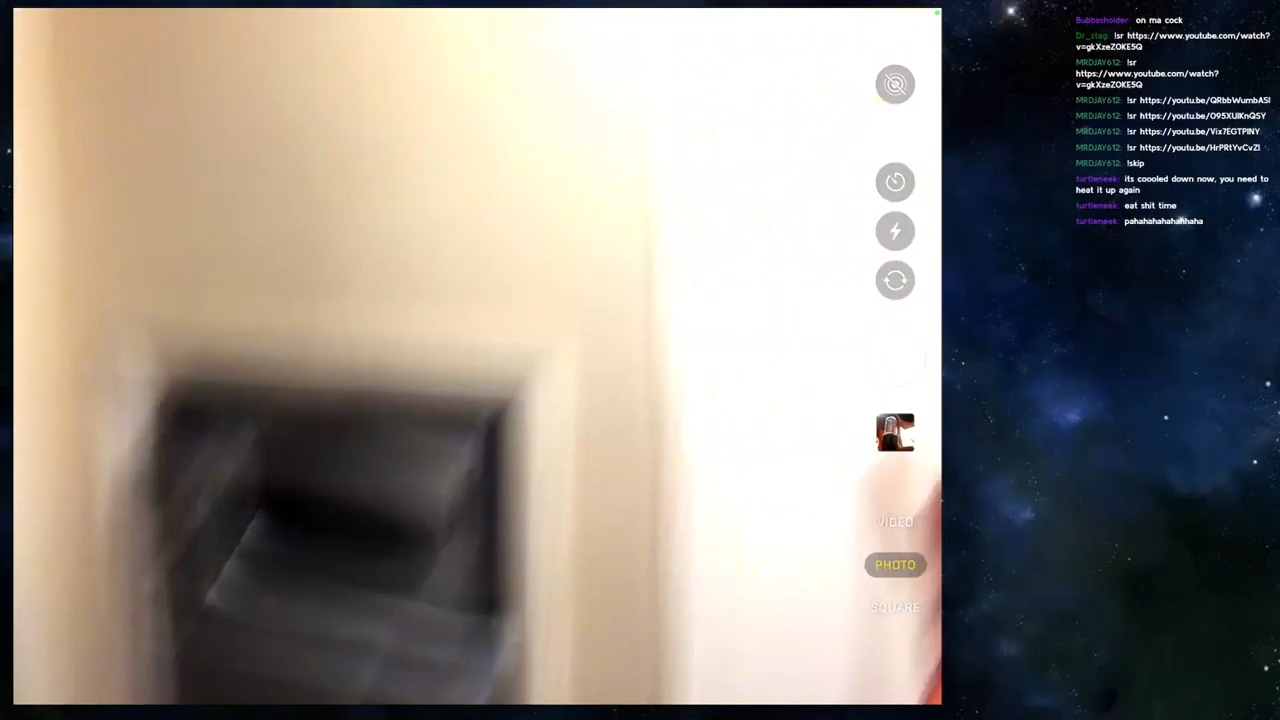 Bubbasholder: on ma cock
Dr_stag: !sr https://www.youtube.com/watch?
v=gkXzeZOKE5Q
MRDJAY612: !sr
https://www.youtube.com/watch?
v=gkXzeZOKE5Q
MRDJAY612: !sr https://youtu.be/QRbbWumbASI
MRDJAY612: !sr https://youtu.be/O95XUIKnQSY
MRDJAY612: !sr https://youtu.be/Vix7EGTPINY
MRDJAY612: !sr https://youtu.be/HrPRtYvCvZI
MRDJAY612: !skip
turtleneek: its coooled down now, you need to
heat it up again
turtleneek: eat shit time
turtleneek: pahahahahahahhaha
VIDEO
PHOTO
SQUARE